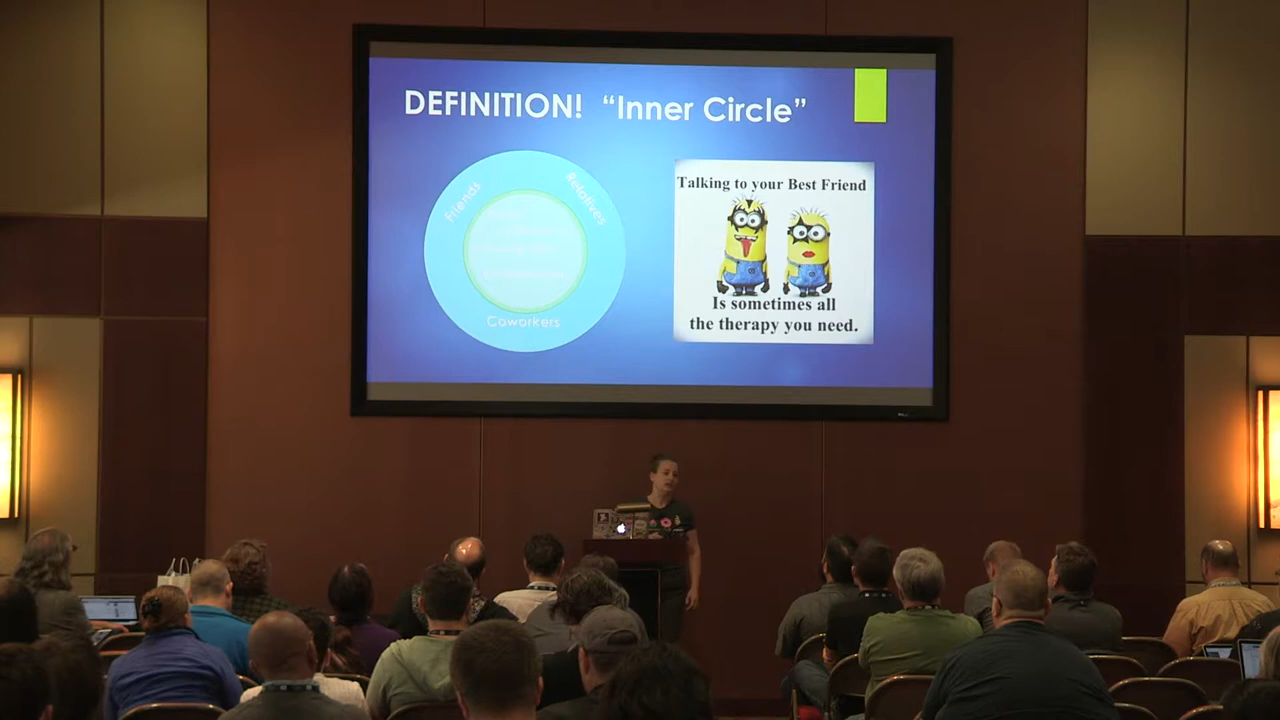 DEFINITION! “Inner Circle”
Friends
Relatives
Coworkers
Talking to your Best Friend
Is sometimes all
the therapy you need.